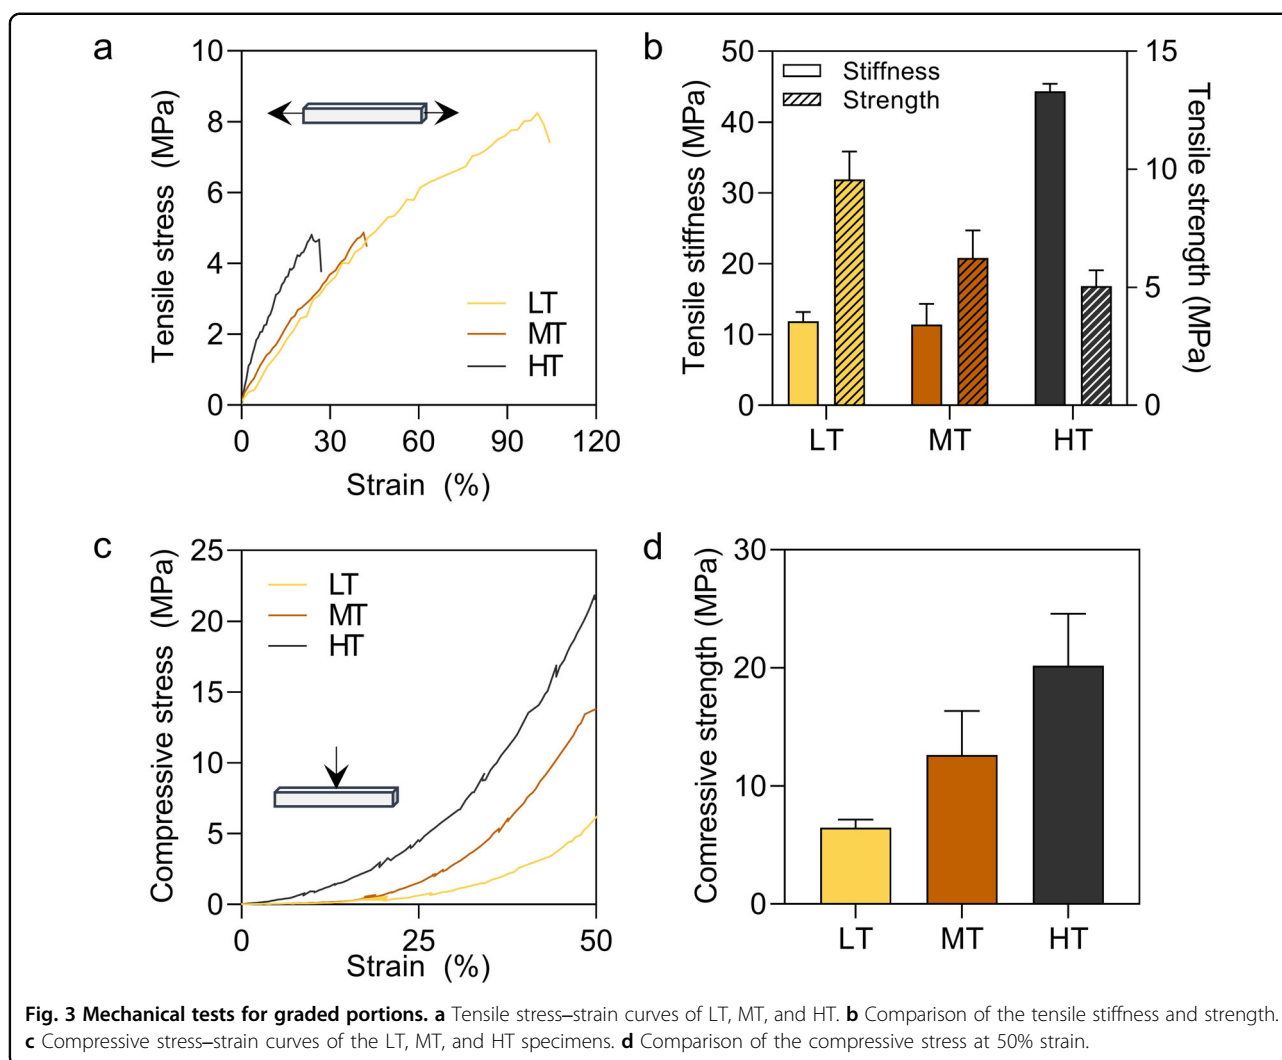 a
10
8
6
4
2
0
Tensile stress (MPa)
LT
MT
HT
0 30 60 90 120
Strain (%)
b
50
40
30
20
10
0
Tensile stiffness (MPa)
Stiffness
Strength
15
10
5
0
Tensile strength (MPa)
LT MT HT
c
25
20
15
10
5
0
Compressive stress (MPa)
LT
MT
HT
0 25 50
Strain (%)
d
30
20
10
0
Comressive strength (MPa)
LT MT HT
Fig. 3 Mechanical tests for graded portions. a Tensile stress–strain curves of LT, MT, and HT. b Comparison of the tensile stiffness and strength.
c Compressive stress–strain curves of the LT, MT, and HT specimens. d Comparison of the compressive stress at 50% strain.